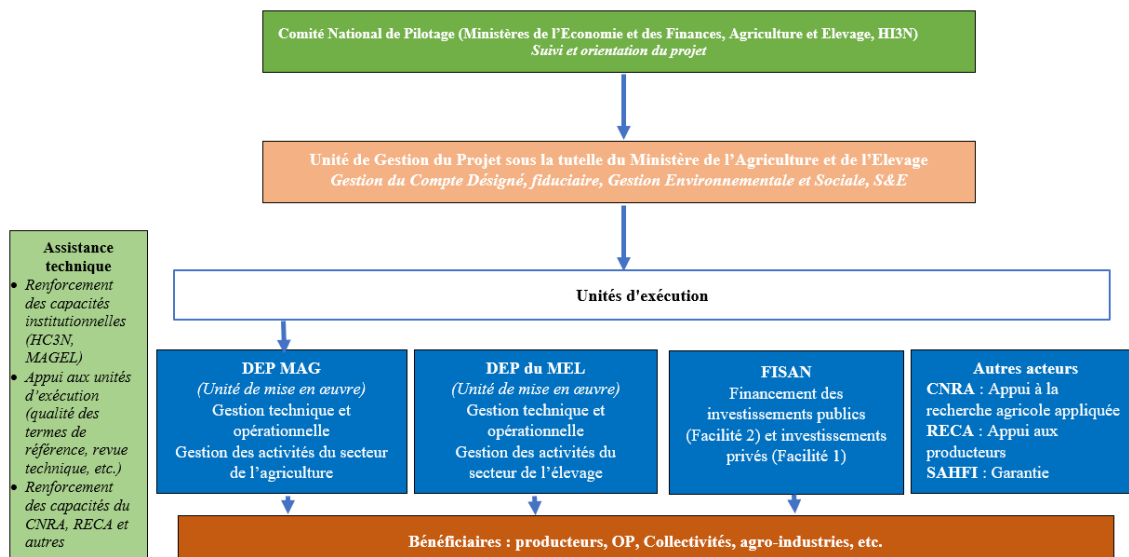 Comité National de Pilotage (Ministères de l'Economie et des Finances, Agriculture et Elevage, HI3N)
Suivi et orientation du projet
Unité de Gestion du Projet sous la tutelle du Ministère de l'Agriculture et de l'Elevage
Gestion du Compte Désigné, fiduciaire, Gestion Environnementale et Sociale, S&E
Assistance
technique
• Renforcement
des capacités
institutionnelles
(HC3N,
MAGEL)
• Appui aux unités
d'exécution
(qualité des
termes de
référence, revue
technique, etc.)
• Renforcement
des capacités du
CNRA, RECA et
autres
Unités d'exécution
DEP MAG
(Unité de mise en œuvre)
Gestion technique et
opérationnelle
Gestion des activités du secteur
de l'agriculture
DEP du MEL
(Unité de mise en œuvre)
Gestion technique et
opérationnelle
Gestion des activités du
secteur de l'élevage
FISAN
Financement des
investissements publics
(Facilité 2) et investissements
privés (Facilité 1)
Autres acteurs
CNRA : Appui à la
recherche agricole appliquée
RECA : Appui aux
producteurs
SAHFI : Garantie
Bénéficiaires : producteurs, OP, Collectivités, agro-industries, etc.